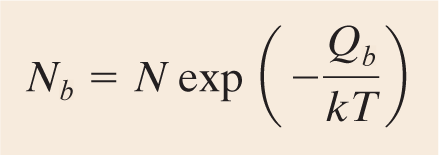 N_b = N exp(-Q_b/kT)